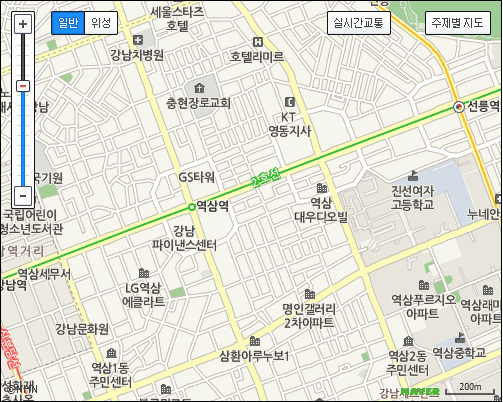 일반
위성
실시간교통
주제별 지도
세울스타즈
호텔
강남차병원
호텔리미르
충현장로교회
KT
영동지사
선릉역
2호선
GS타워
역삼역
역삼
대우디오빌
진선여자
고등학교
누네안
국기원
국립어린이
청소년도서관
강남
파이낸스센터
역삼세무서
강남역
LG역삼
에클라트
명인갤러리
2차아파트
역삼푸르지오
아파트
역삼래미
아파트
강남문화원
역삼1동
주민센터
삼환아르누보1
역삼2동
주민센터
역삼중학교
NAVER
200m
© NHN